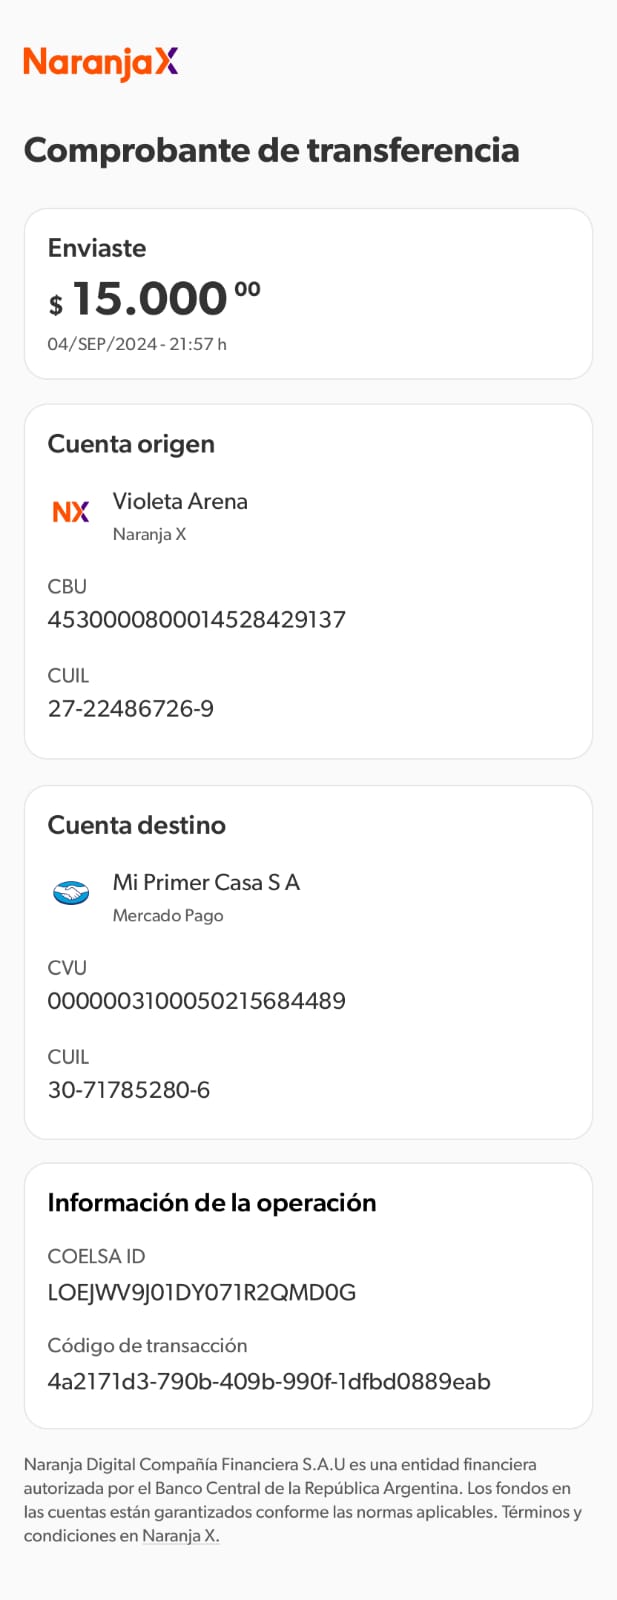 NaranjaX
Comprobante de transferencia
Enviaste
$ 15.000 00
04/SEP/2024 - 21:57 h
Cuenta origen
NX
Violeta Arena
Naranja X
CBU
4530000800014528429137
CUIL
27-22486726-9
Cuenta destino
Mi Primer Casa S A
Mercado Pago
CVU
0000003100050215684489
CUIL
30-71785280-6
Información de la operación
COELSA ID
LOEJWV9J01DY071R2QMD0G
Código de transacción
4a2171d3-790b-409b-990f-1dfbd0889eab
Naranja Digital Compañía Financiera S.A.U es una entidad financiera
autorizada por el Banco Central de la República Argentina. Los fondos en
las cuentas están garantizados conforme las normas aplicables. Términos y
condiciones en Naranja X.